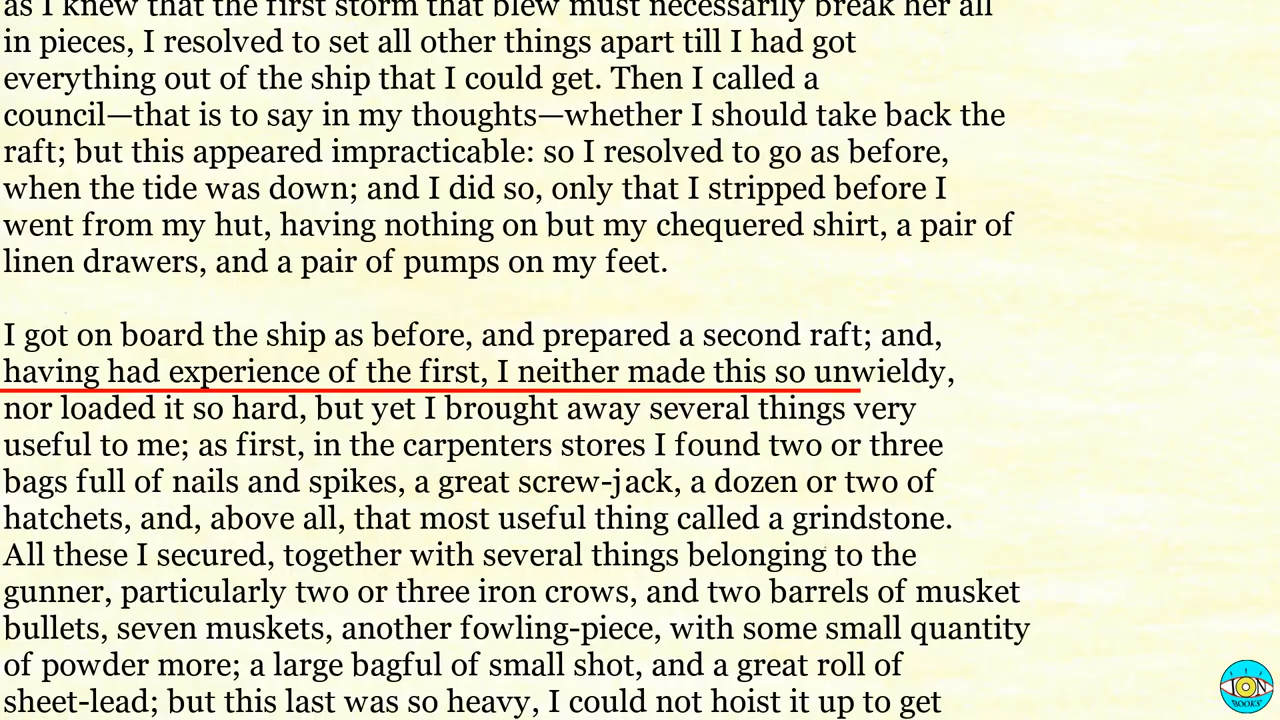 as I knew that the first storm that blew must necessarily break her all
in pieces, I resolved to set all other things apart till I had got
everything out of the ship that I could get. Then I called a
council—that is to say in my thoughts—whether I should take back the
raft; but this appeared impracticable: so I resolved to go as before,
when the tide was down; and I did so, only that I stripped before I
went from my hut, having nothing on but my chequered shirt, a pair of
linen drawers, and a pair of pumps on my feet.
I got on board the ship as before, and prepared a second raft; and,
having had experience of the first, I neither made this so unwieldy,
nor loaded it so hard, but yet I brought away several things very
useful to me; as first, in the carpenters stores I found two or three
bags full of nails and spikes, a great screw-jack, a dozen or two of
hatchets, and, above all, that most useful thing called a grindstone.
All these I secured, together with several things belonging to the
gunner, particularly two or three iron crows, and two barrels of musket
bullets, seven muskets, another fowling-piece, with some small quantity
of powder more; a large bagful of small shot, and a great roll of
sheet-lead; but this last was so heavy, I could not hoist it up to get
ION
BOOKS